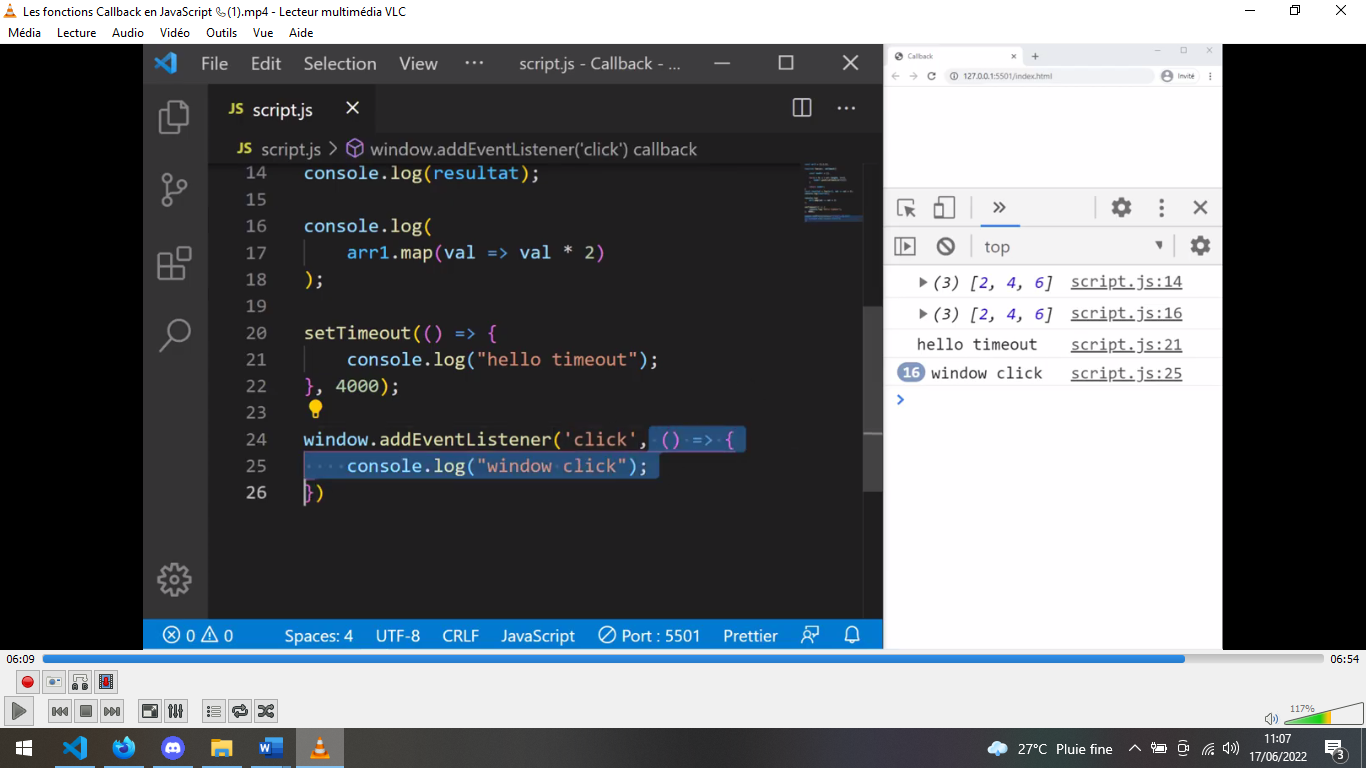 Les fonctions Callback en JavaScript 📞(1).mp4 - Lecteur multimédia VLC
Média Lecture Audio Vidéo Outils Vue Aide
File Edit Selection View ··· script.js - Callback - ...
JS script.js
JS script.js > window.addEventListener('click') callback
14 console.log(resultat);
15
16 console.log(
17 arr1.map(val => val * 2)
18 );
19
20 setTimeout(() => {
21 console.log("hello timeout");
22 }, 4000);
23
24 window.addEventListener('click', () => {
25 console.log("window click");
26 })
0 0 Spaces: 4 UTF-8 CRLF JavaScript Port : 5501 Prettier
Callback
127.0.0.1:5501/index.html Invité
top
(3) [2, 4, 6] script.js:14
(3) [2, 4, 6] script.js:16
hello timeout script.js:21
16 window click script.js:25
06:09 06:54
117%
27°C Pluie fine
11:07
17/06/2022
3